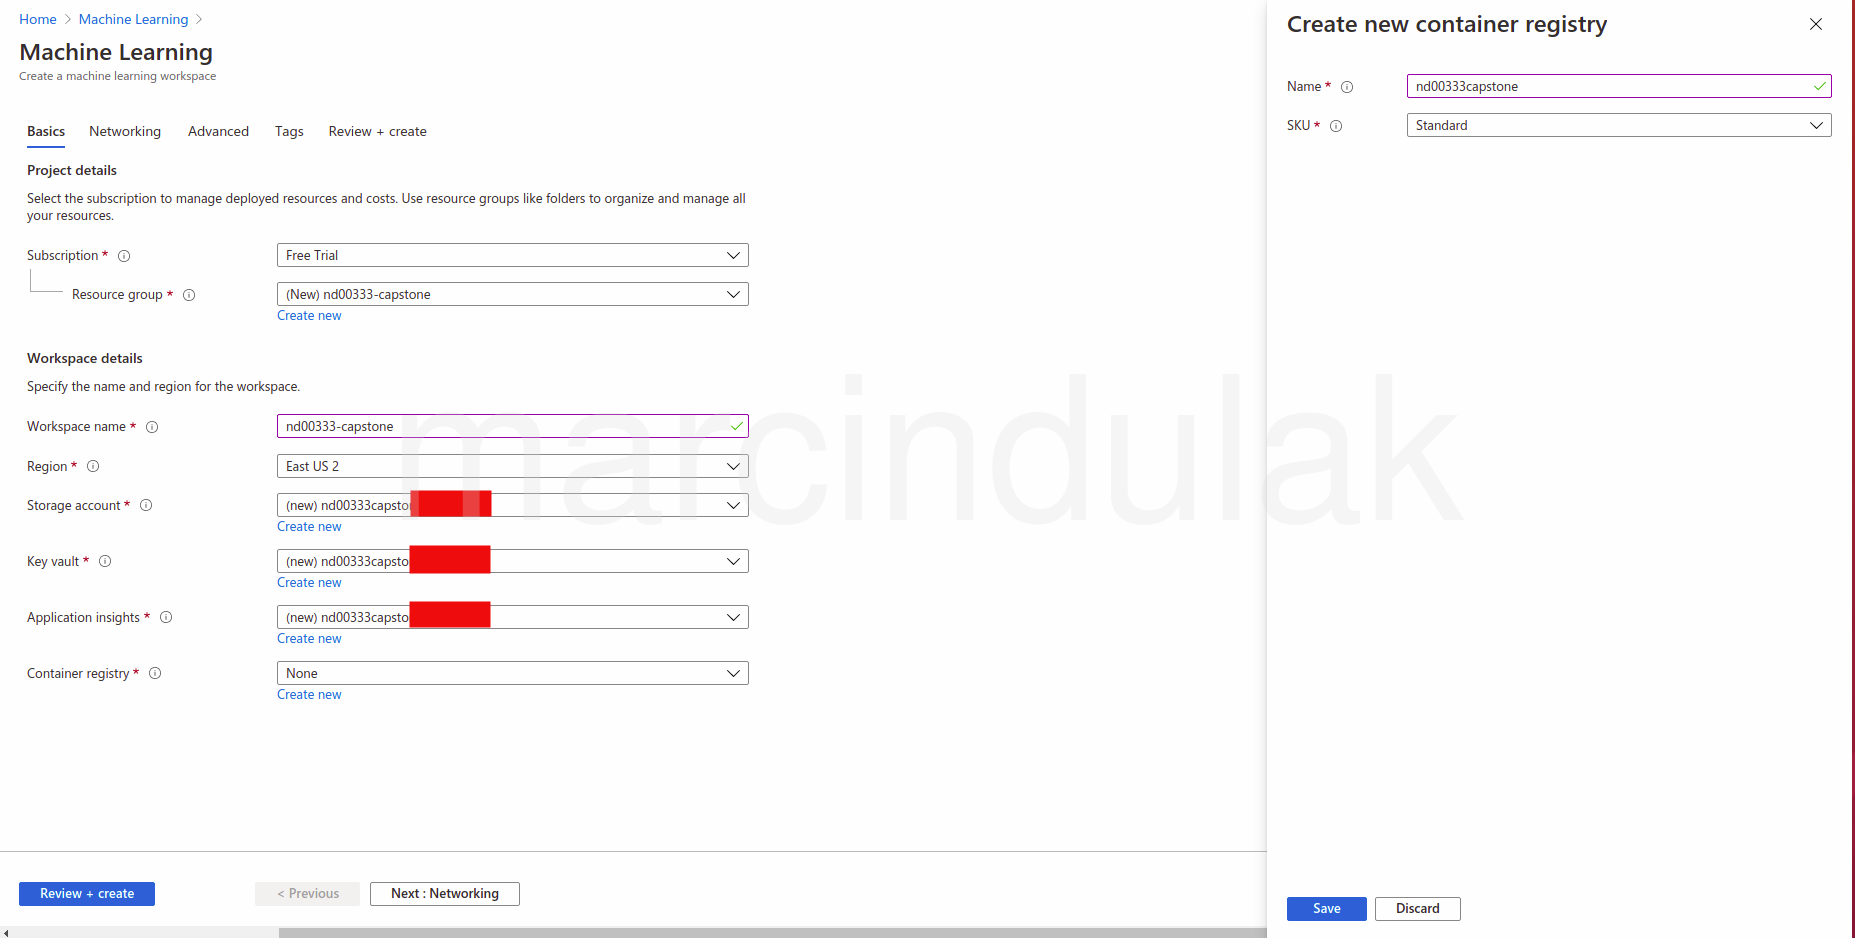 Home > Machine Learning >
Machine Learning
Create a machine learning workspace
Basics Networking Advanced Tags Review + create
Project details
Select the subscription to manage deployed resources and costs. Use resource groups like folders to organize and manage all
your resources.
Subscription * Free Trial
Resource group * (New) nd00333-capstone
Create new
Workspace details
Specify the name and region for the workspace.
Workspace name * nd00333-capstone
Region * East US 2
Storage account * (new) nd00333capsto
Create new
Key vault * (new) nd00333capsto
Create new
Application insights * (new) nd00333capsto
Create new
Container registry * None
Create new
Review + create < Previous Next : Networking
marcindulak
Create new container registry
Name * nd00333capstone
SKU * Standard
Save Discard